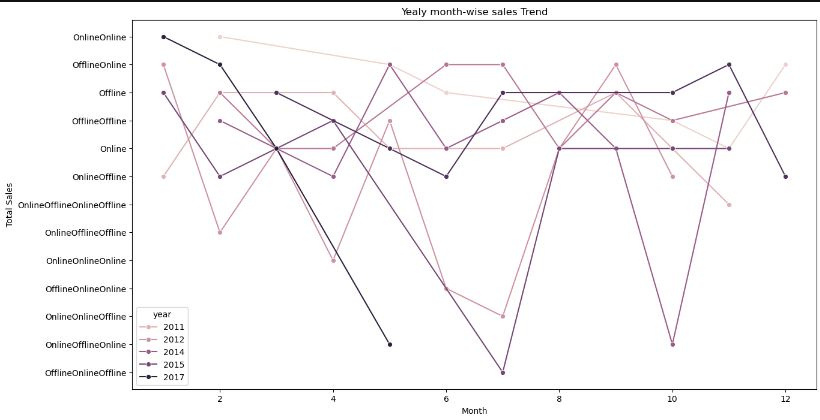 Yealy month-wise sales Trend
OnlineOnline
OfflineOnline
Offline
OfflineOffline
Online
OnlineOffline
OnlineOfflineOnlineOffline
OnlineOfflineOffline
OnlineOnlineOnline
OfflineOnlineOnline
OnlineOnlineOffline
OnlineOfflineOnline
OfflineOnlineOffline
Total Sales
year
2011
2012
2014
2015
2017
2 4 6 8 10 12
Month